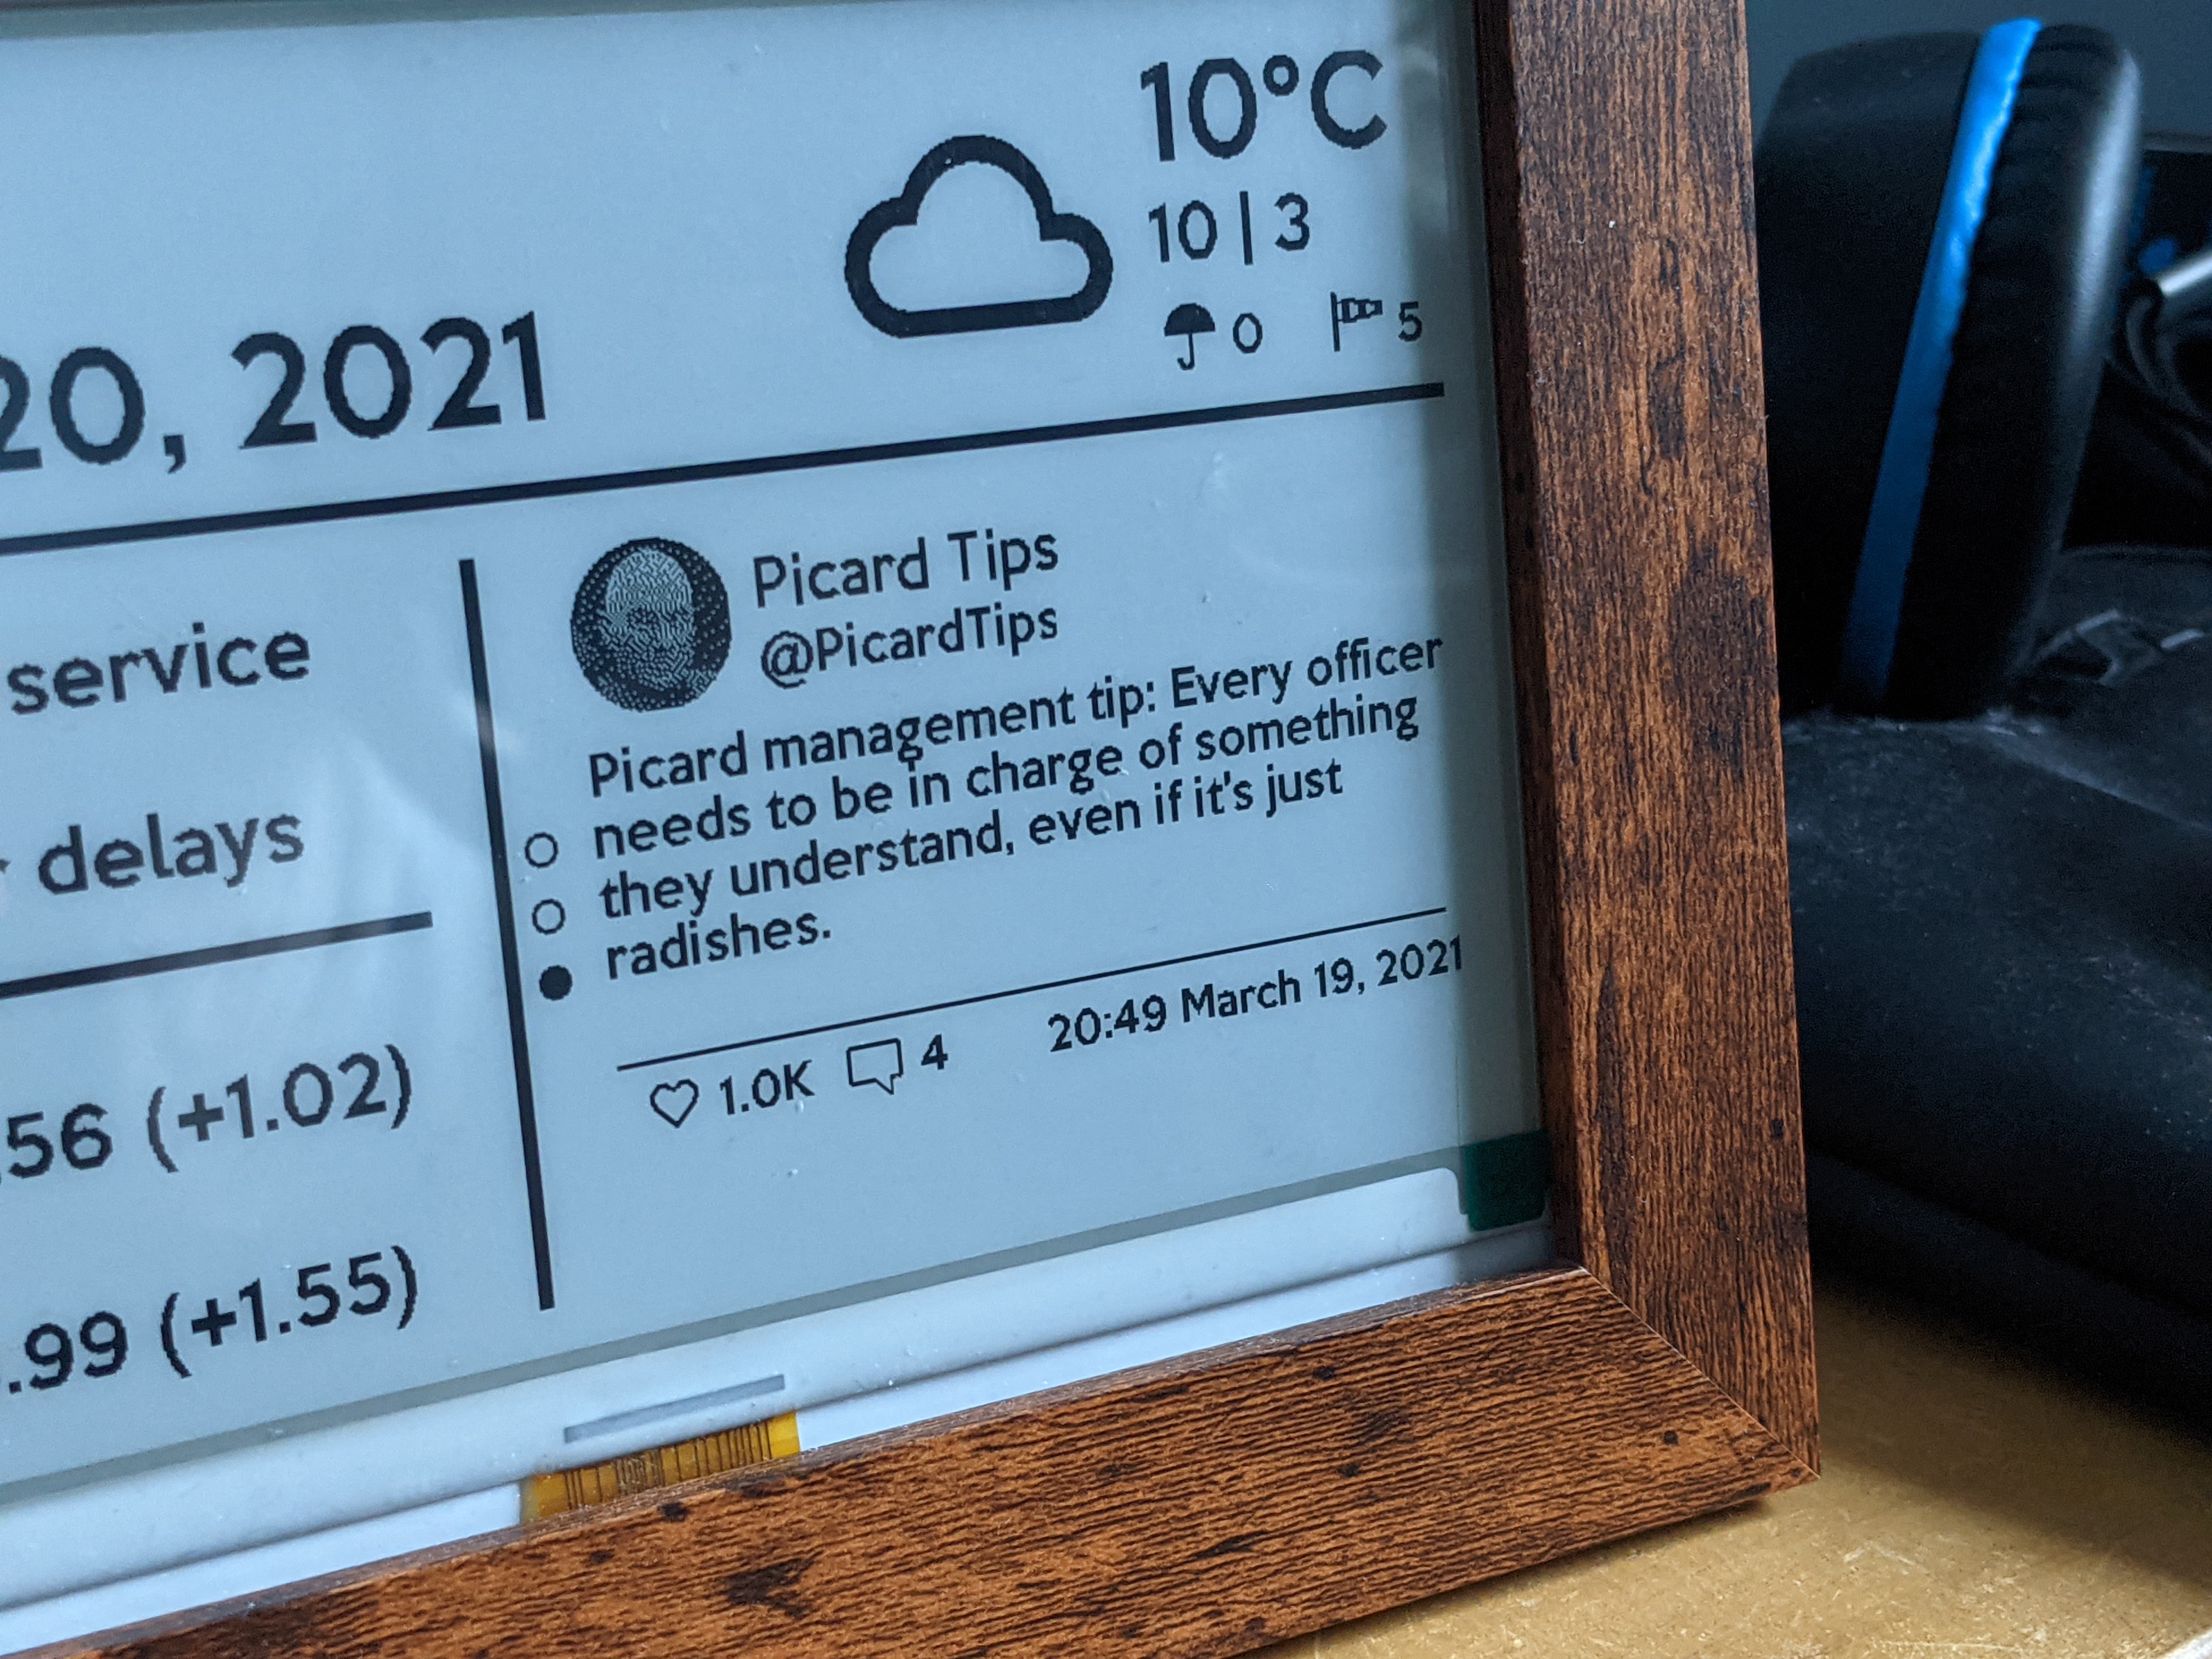 10°C
10 | 3
0 5
20, 2021
service
delays
56 (+1.02)
.99 (+1.55)
Picard Tips
@PicardTips
Picard management tip: Every officer
needs to be in charge of something
they understand, even if it's just
radishes.
1.0K 4 20:49 March 19, 2021